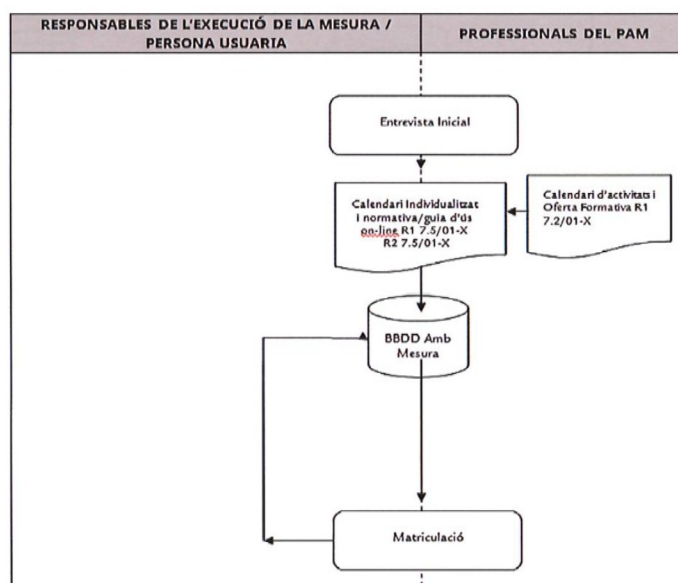 RESPONSABLES DE L'EXECUCIÓ DE LA MESURA /
PERSONA USUARIA
PROFESSIONALS DEL PAM
Entrevista Inicial
Calendari Individualitzat
i normativa/guia d'ús
on-line R1 7.5/01-X
R2 7.5/01-X
Calendari d'activitats i
Oferta Formativa R1
7.2/01-X
BBDD Amb
Mesura
Matriculació